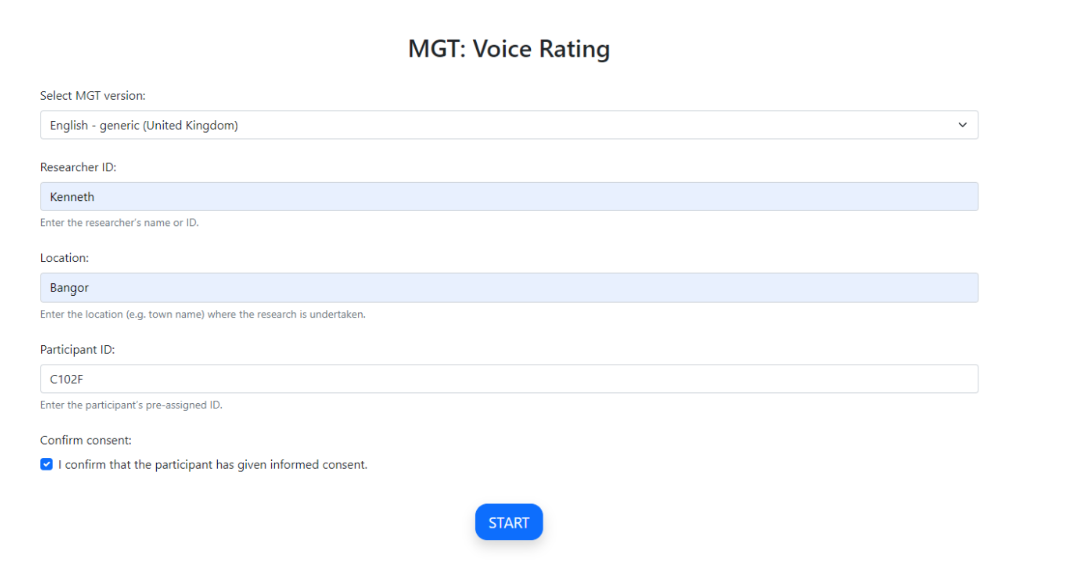 MGT: Voice Rating
Select MGT version:
English - generic (United Kingdom)
Researcher ID:
Kenneth
Enter the researcher's name or ID.
Location:
Bangor
Enter the location (e.g. town name) where the research is undertaken.
Participant ID:
C102F
Enter the participant's pre-assigned ID.
Confirm consent:
I confirm that the participant has given informed consent.
START